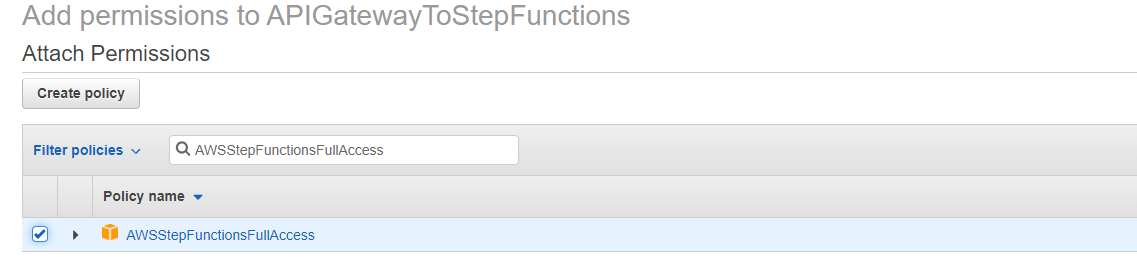 Add permissions to APIGatewayToStepFunctions
Attach Permissions
Create policy
Filter policies AWSStepFunctionsFullAccess
Policy name
AWSStepFunctionsFullAccess